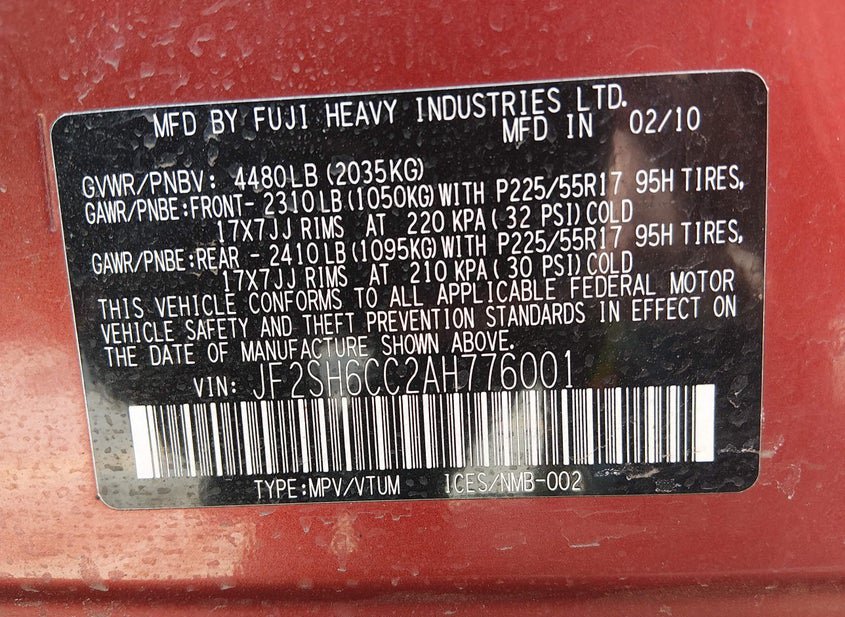 MFD BY FUJI HEAVY INDUSTRIES LTD.
MFD IN 02/10
GVWR/PNBV: 4480LB(2035KG)
GAWR/PNBE:FRONT- 2310LB(1050KG)WITH P225/55R17 95H TIRES,
17X7JJ RIMS AT 220 KPA(32 PSI)COLD
GAWR/PNBE:REAR - 2410LB(1095KG)WITH P225/55R17 95H TIRES,
17X7JJ RIMS AT 210 KPA(30 PSI)COLD
THIS VEHICLE CONFORMS TO ALL APPLICABLE FEDERAL MOTOR
VEHICLE SAFETY AND THEFT PREVENTION STANDARDS IN EFFECT ON
THE DATE OF MANUFACTURE SHOWN ABOVE.
VIN: JF2SH6CC2AH776001
TYPE:MPV/VTUM ICES/NMB-002